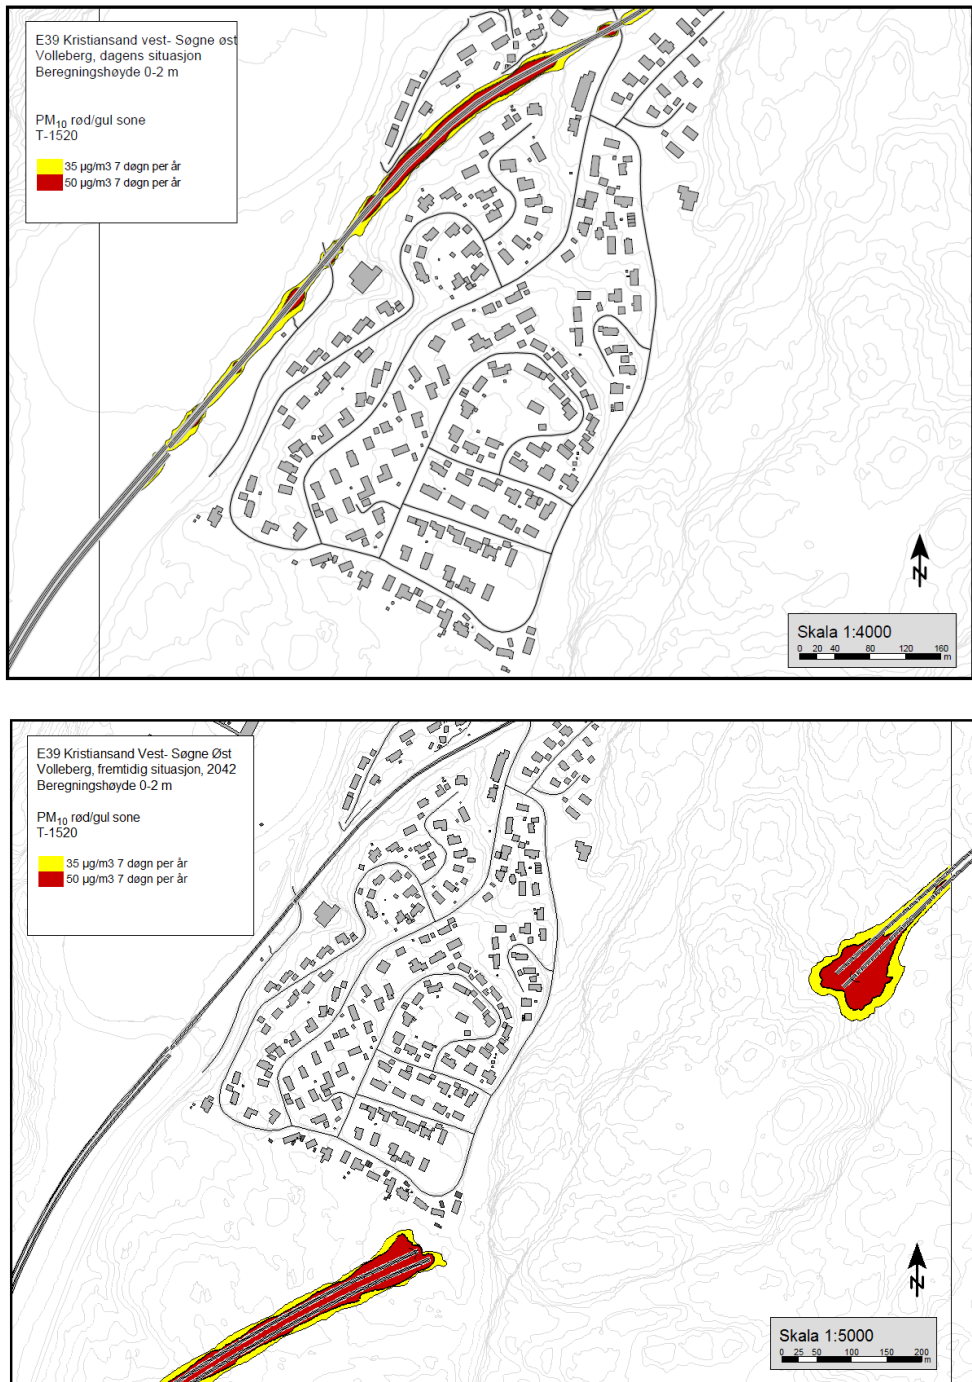 E39 Kristiansand vest- Søgne øst
Volleberg, dagens situasjon
Beregningshøyde 0-2 m
PM10 rød/gul sone
T-1520
35 µg/m3 7 døgn per år
50 µg/m3 7 døgn per år
N
Skala 1:4000
0 20 40 80 120 160
m
E39 Kristiansand Vest- Søgne Øst
Volleberg, fremtidig situasjon, 2042
Beregningshøyde 0-2 m
PM10 rød/gul sone
T-1520
35 µg/m3 7 døgn per år
50 µg/m3 7 døgn per år
N
Skala 1:5000
0 25 50 100 150 200
m